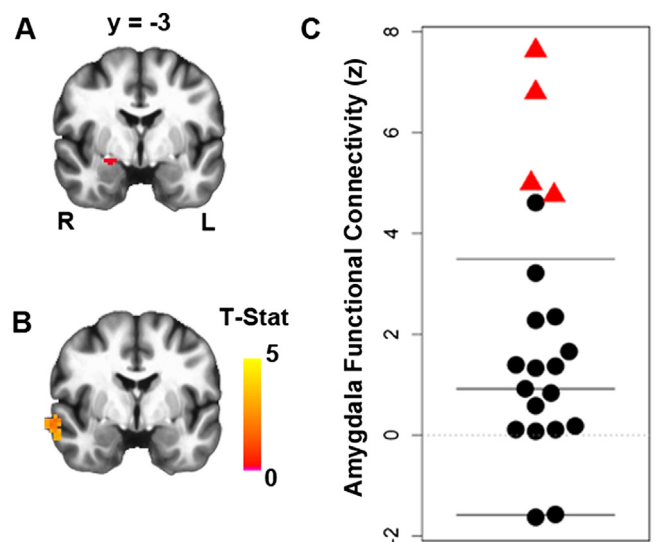 A
y = -3
R
L
B
T-Stat
5
0
C
Amygdala Functional Connectivity (z)
8
6
4
2
0
-2